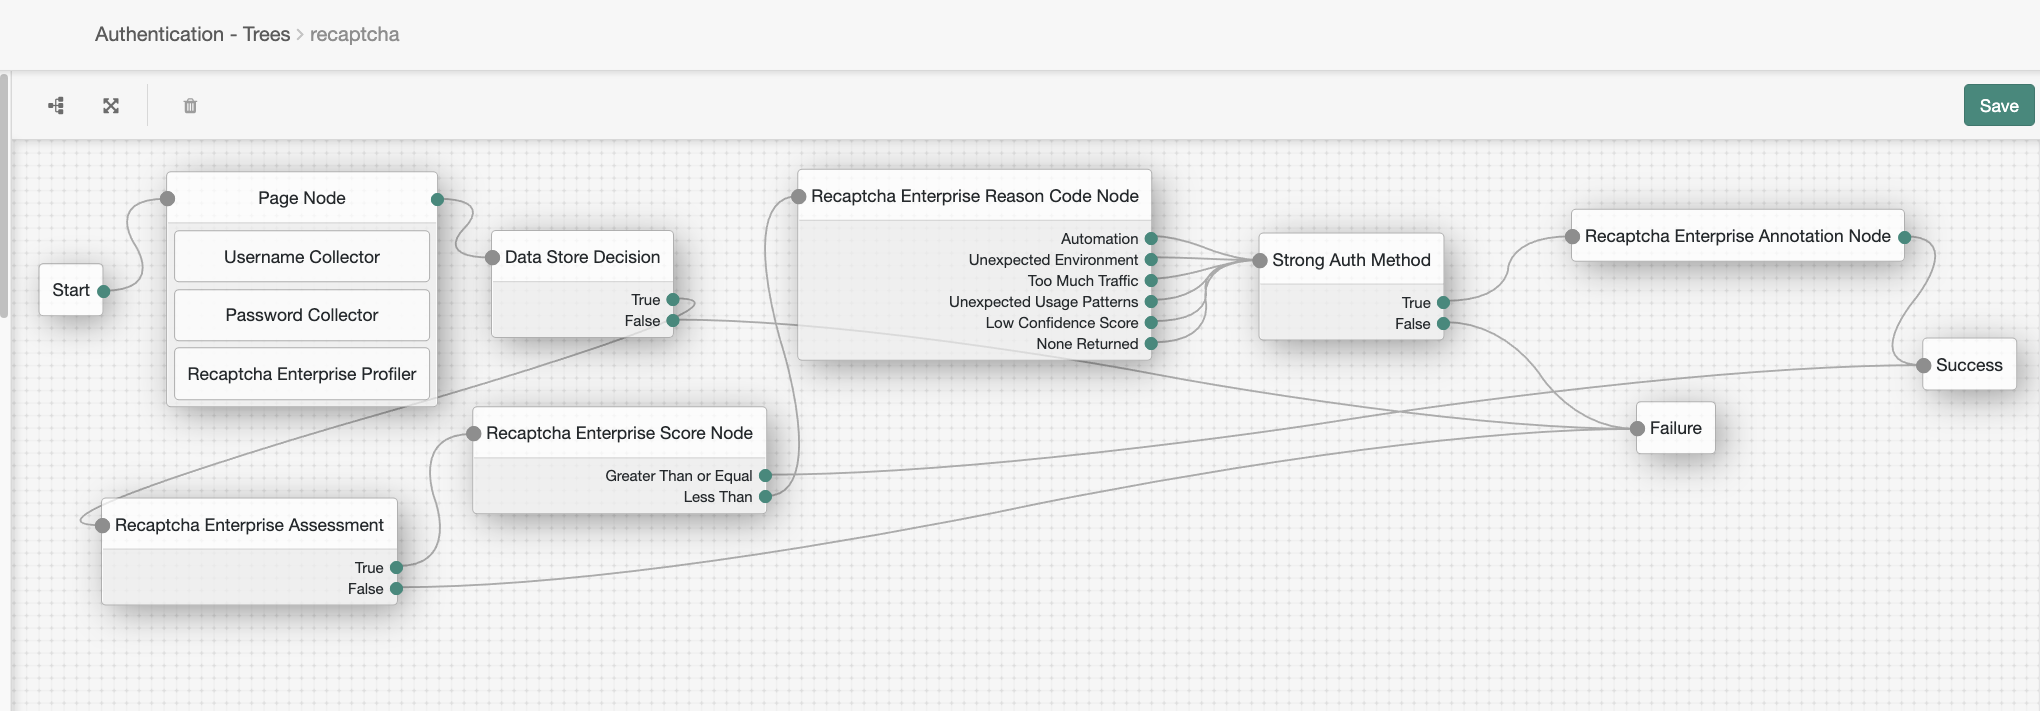 Authentication - Trees > recaptcha
Save
Start
Page Node
Username Collector
Password Collector
Recaptcha Enterprise Profiler
Data Store Decision
True
False
Recaptcha Enterprise Assessment
True
False
Recaptcha Enterprise Score Node
Greater Than or Equal
Less Than
Recaptcha Enterprise Reason Code Node
Automation
Unexpected Environment
Too Much Traffic
Unexpected Usage Patterns
Low Confidence Score
None Returned
Strong Auth Method
True
False
Recaptcha Enterprise Annotation Node
Success
Failure